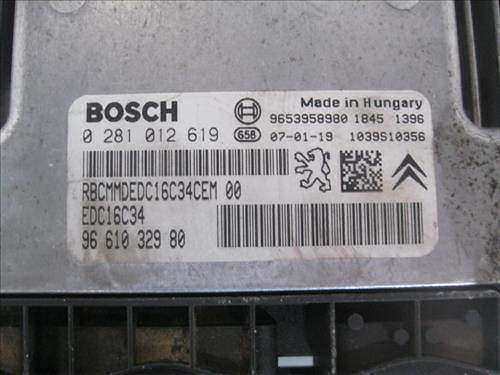 BOSCH
Made in Hungary
9653958980 1845 1396
0 281 012 619 658 07-01-19 1039S10356
RBCMMDEDC16C34CEM 00
EDC16C34
96 610 329 80